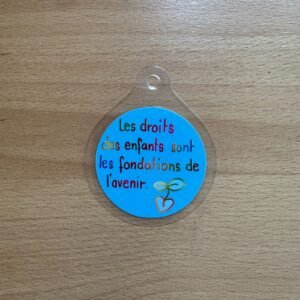 Les droits
des enfants sont
les fondations de
l'avenir.